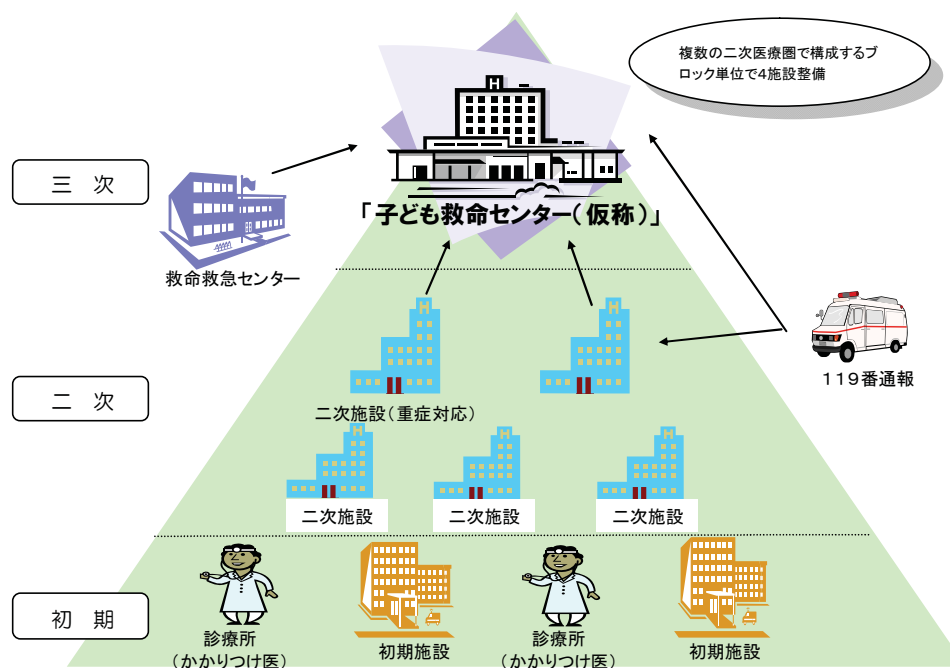 複数の二次医療圏で構成するブ
ロック単位で4施設整備
H
三 次
「子ども救命センター(仮称)」
救命救急センター
H
H
119番通報
二 次
二次施設(重症対応)
H
H
H
二次施設
二次施設
二次施設
初 期
診療所
(かかりつけ医)
初期施設
診療所
(かかりつけ医)
初期施設